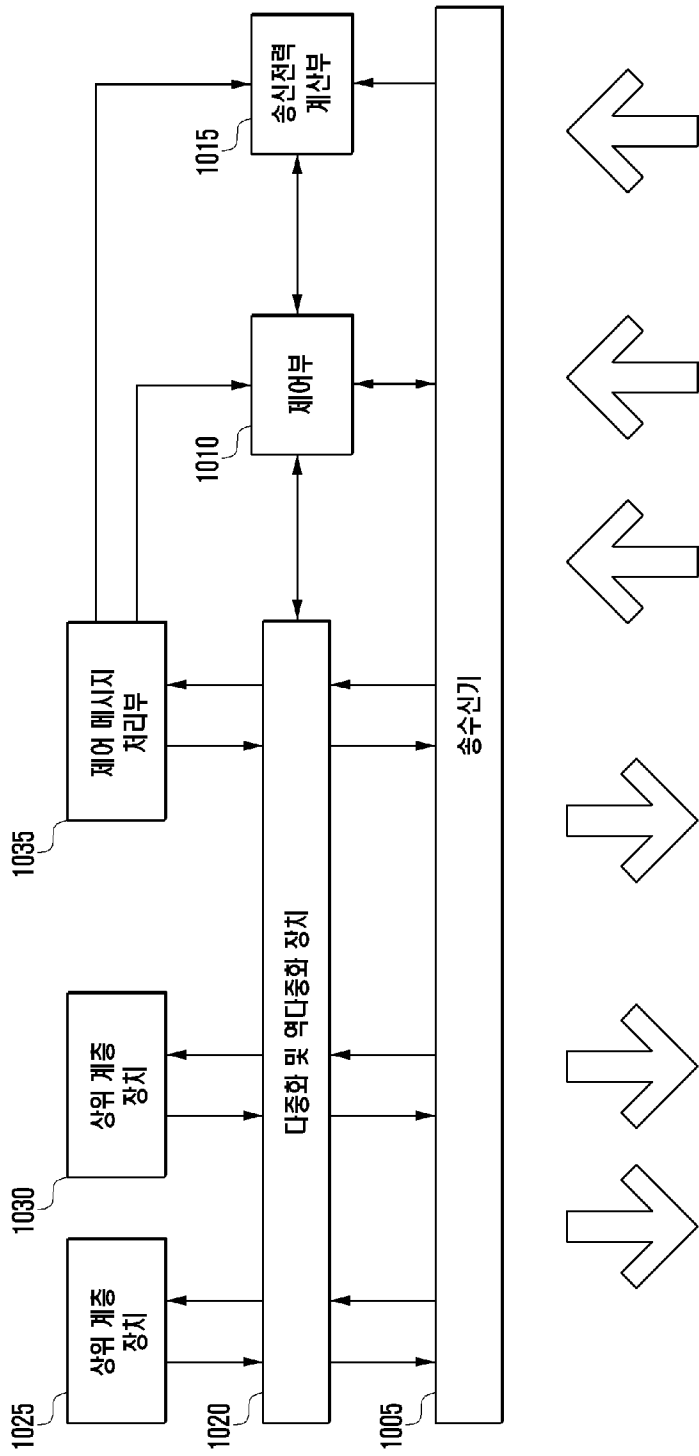 1025
상위 계층
장치
1030
상위 계층
장치
1035
제어 메시지
처리부
1010
제어부
1015
송신전력
계산부
1020
다중화 및 역다중화 장치
1005
송수신기